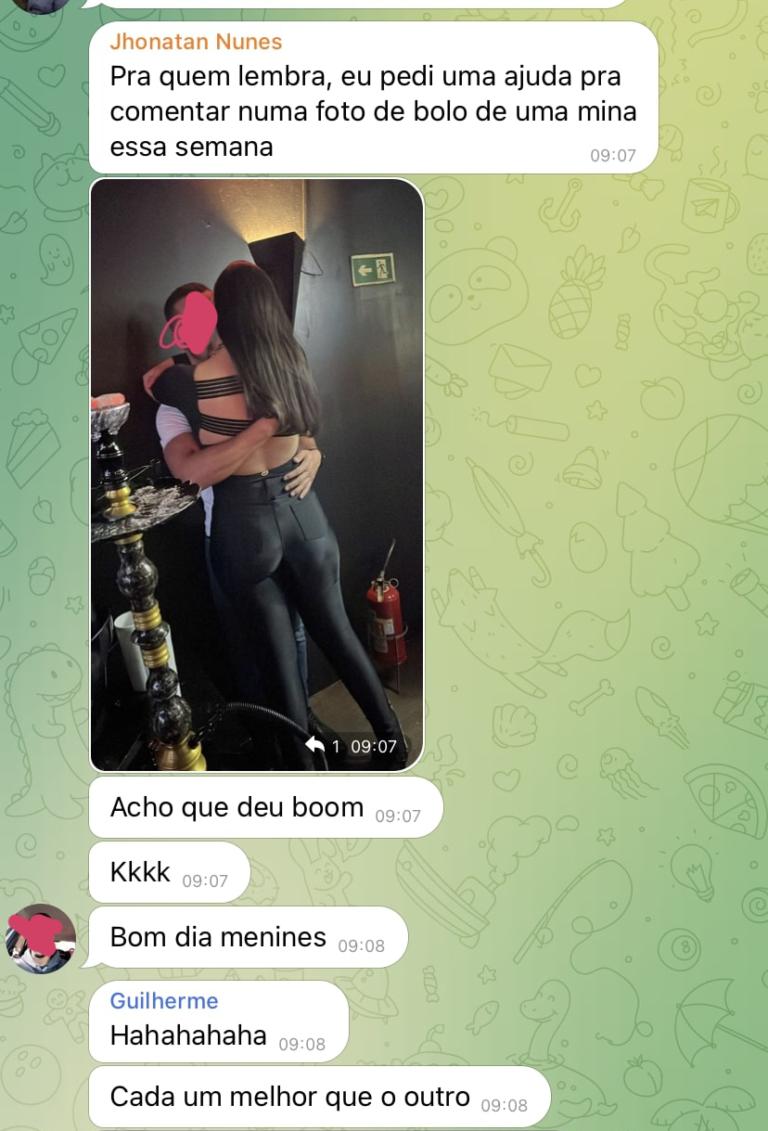 Jhonatan Nunes
Pra quem lembra, eu pedi uma ajuda pra
comentar numa foto de bolo de uma mina
essa semana
09:07
1 09:07
Acho que deu boom 09:07
Kkkk 09:07
Bom dia menines 09:08
Guilherme
Hahahahaha 09:08
Cada um melhor que o outro 09:08